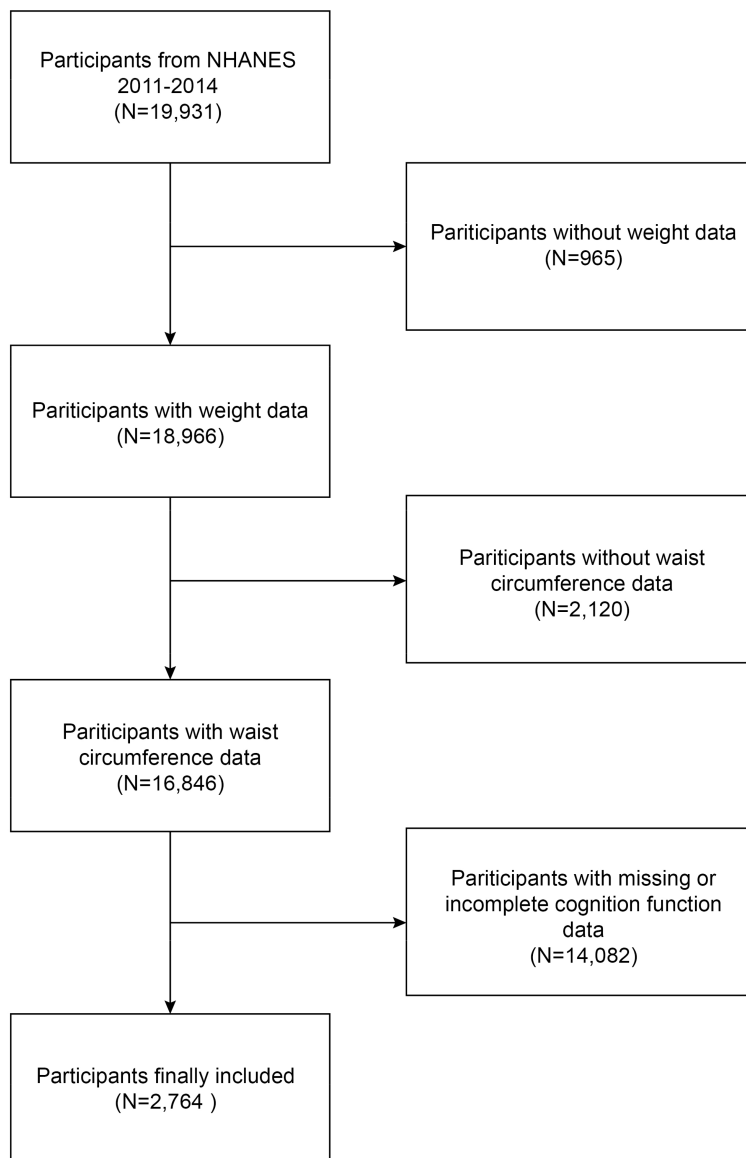 Participants from NHANES
2011-2014
(N=19,931)
Pariticipants without weight data
(N=965)
Pariticipants with weight data
(N=18,966)
Pariticipants without waist
circumference data
(N=2,120)
Pariticipants with waist
circumference data
(N=16,846)
Pariticipants with missing or
incomplete cognition function
data
(N=14,082)
Participants finally included
(N=2,764 )